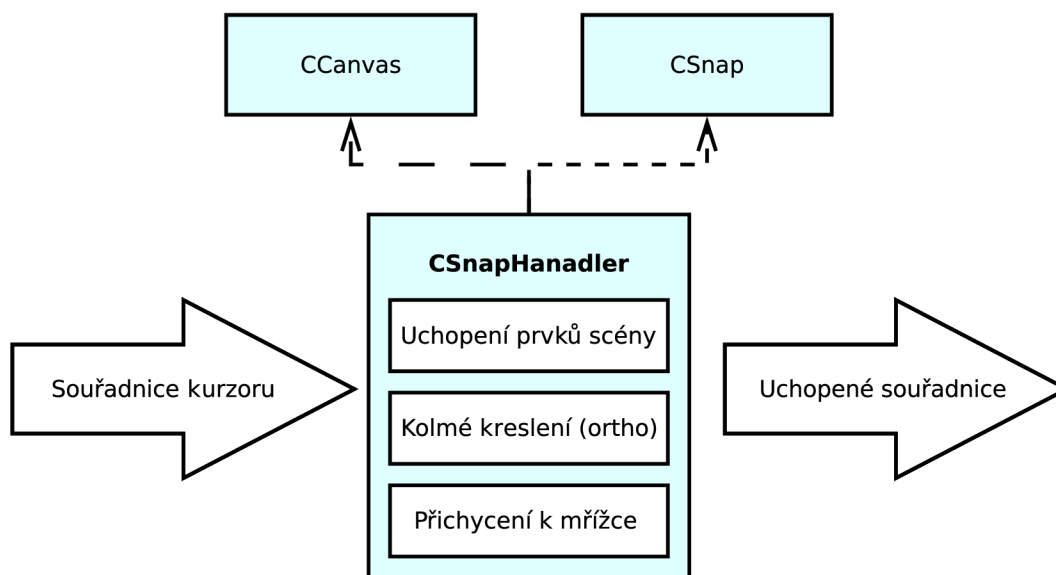 CCanvas
CSnap
CSnapHanadler
Uchopení prvků scény
Souřadnice kurzoru
Uchopené souřadnice
Kolmé kreslení (ortho)
Přichycení k mřížce